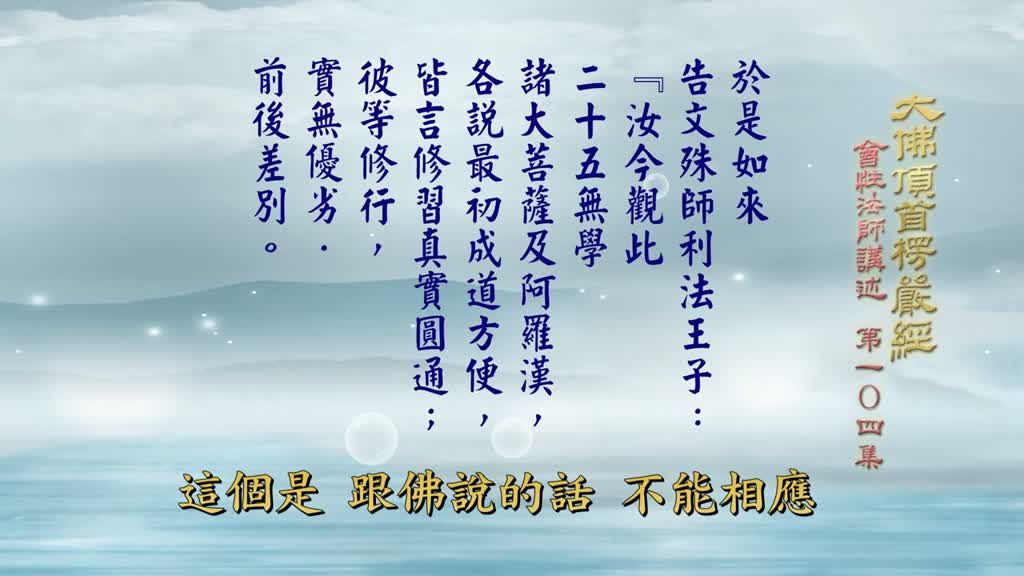 大佛頂首楞嚴經
會性法師講述 第一〇四集
於是如來
告文殊師利法王子：
『汝今觀此
二十五無學
諸大菩薩及阿羅漢，
各説最初成道方便，
皆言修習真實圓通；
彼等修行，
實無優劣．
前後差別。
這個是 跟佛說的話 不能相應